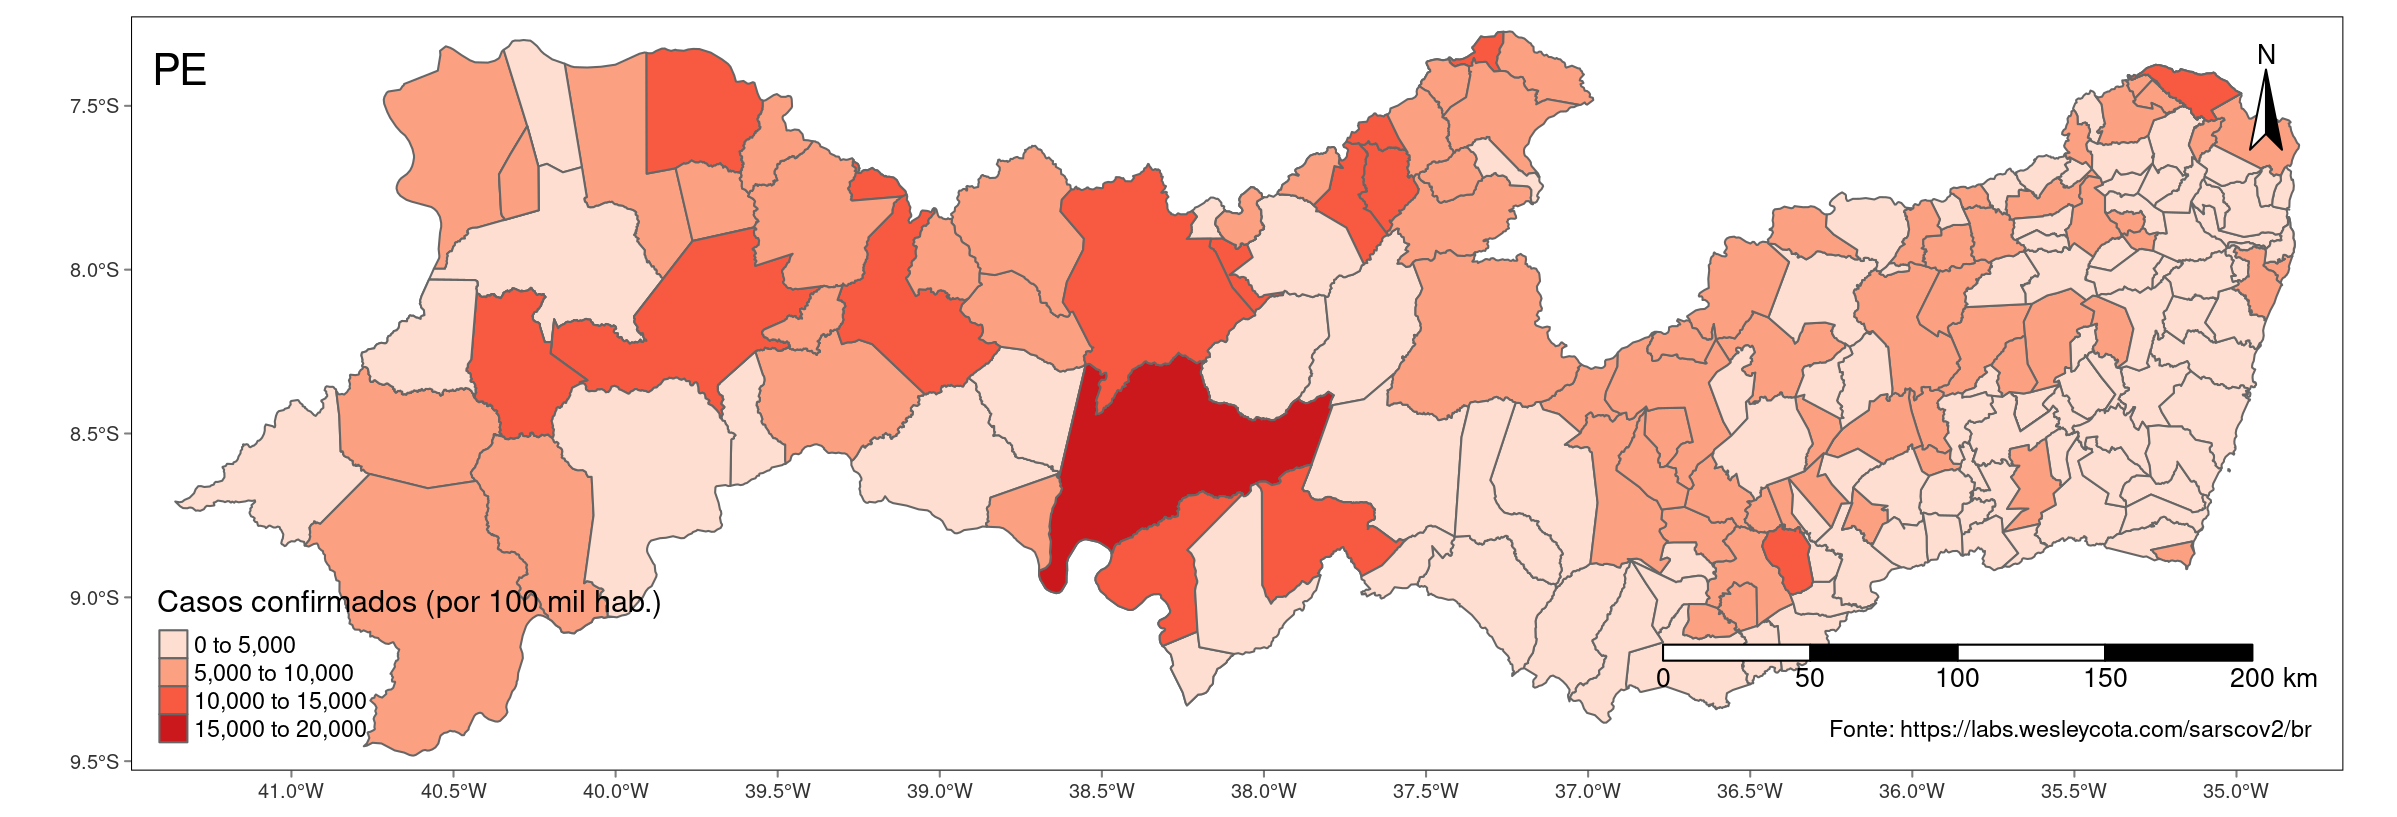 PE
N
7.5°S
8.0°S
8.5°S
9.0°S
9.5°S
Casos confirmados (por 100 mil hab.)
0 to 5,000
5,000 to 10,000
10,000 to 15,000
15,000 to 20,000
0 50 100 150 200 km
Fonte: https://labs.wesleycota.com/sarscov2/br
41.0°W 40.5°W 40.0°W 39.5°W 39.0°W 38.5°W 38.0°W 37.5°W 37.0°W 36.5°W 36.0°W 35.5°W 35.0°W